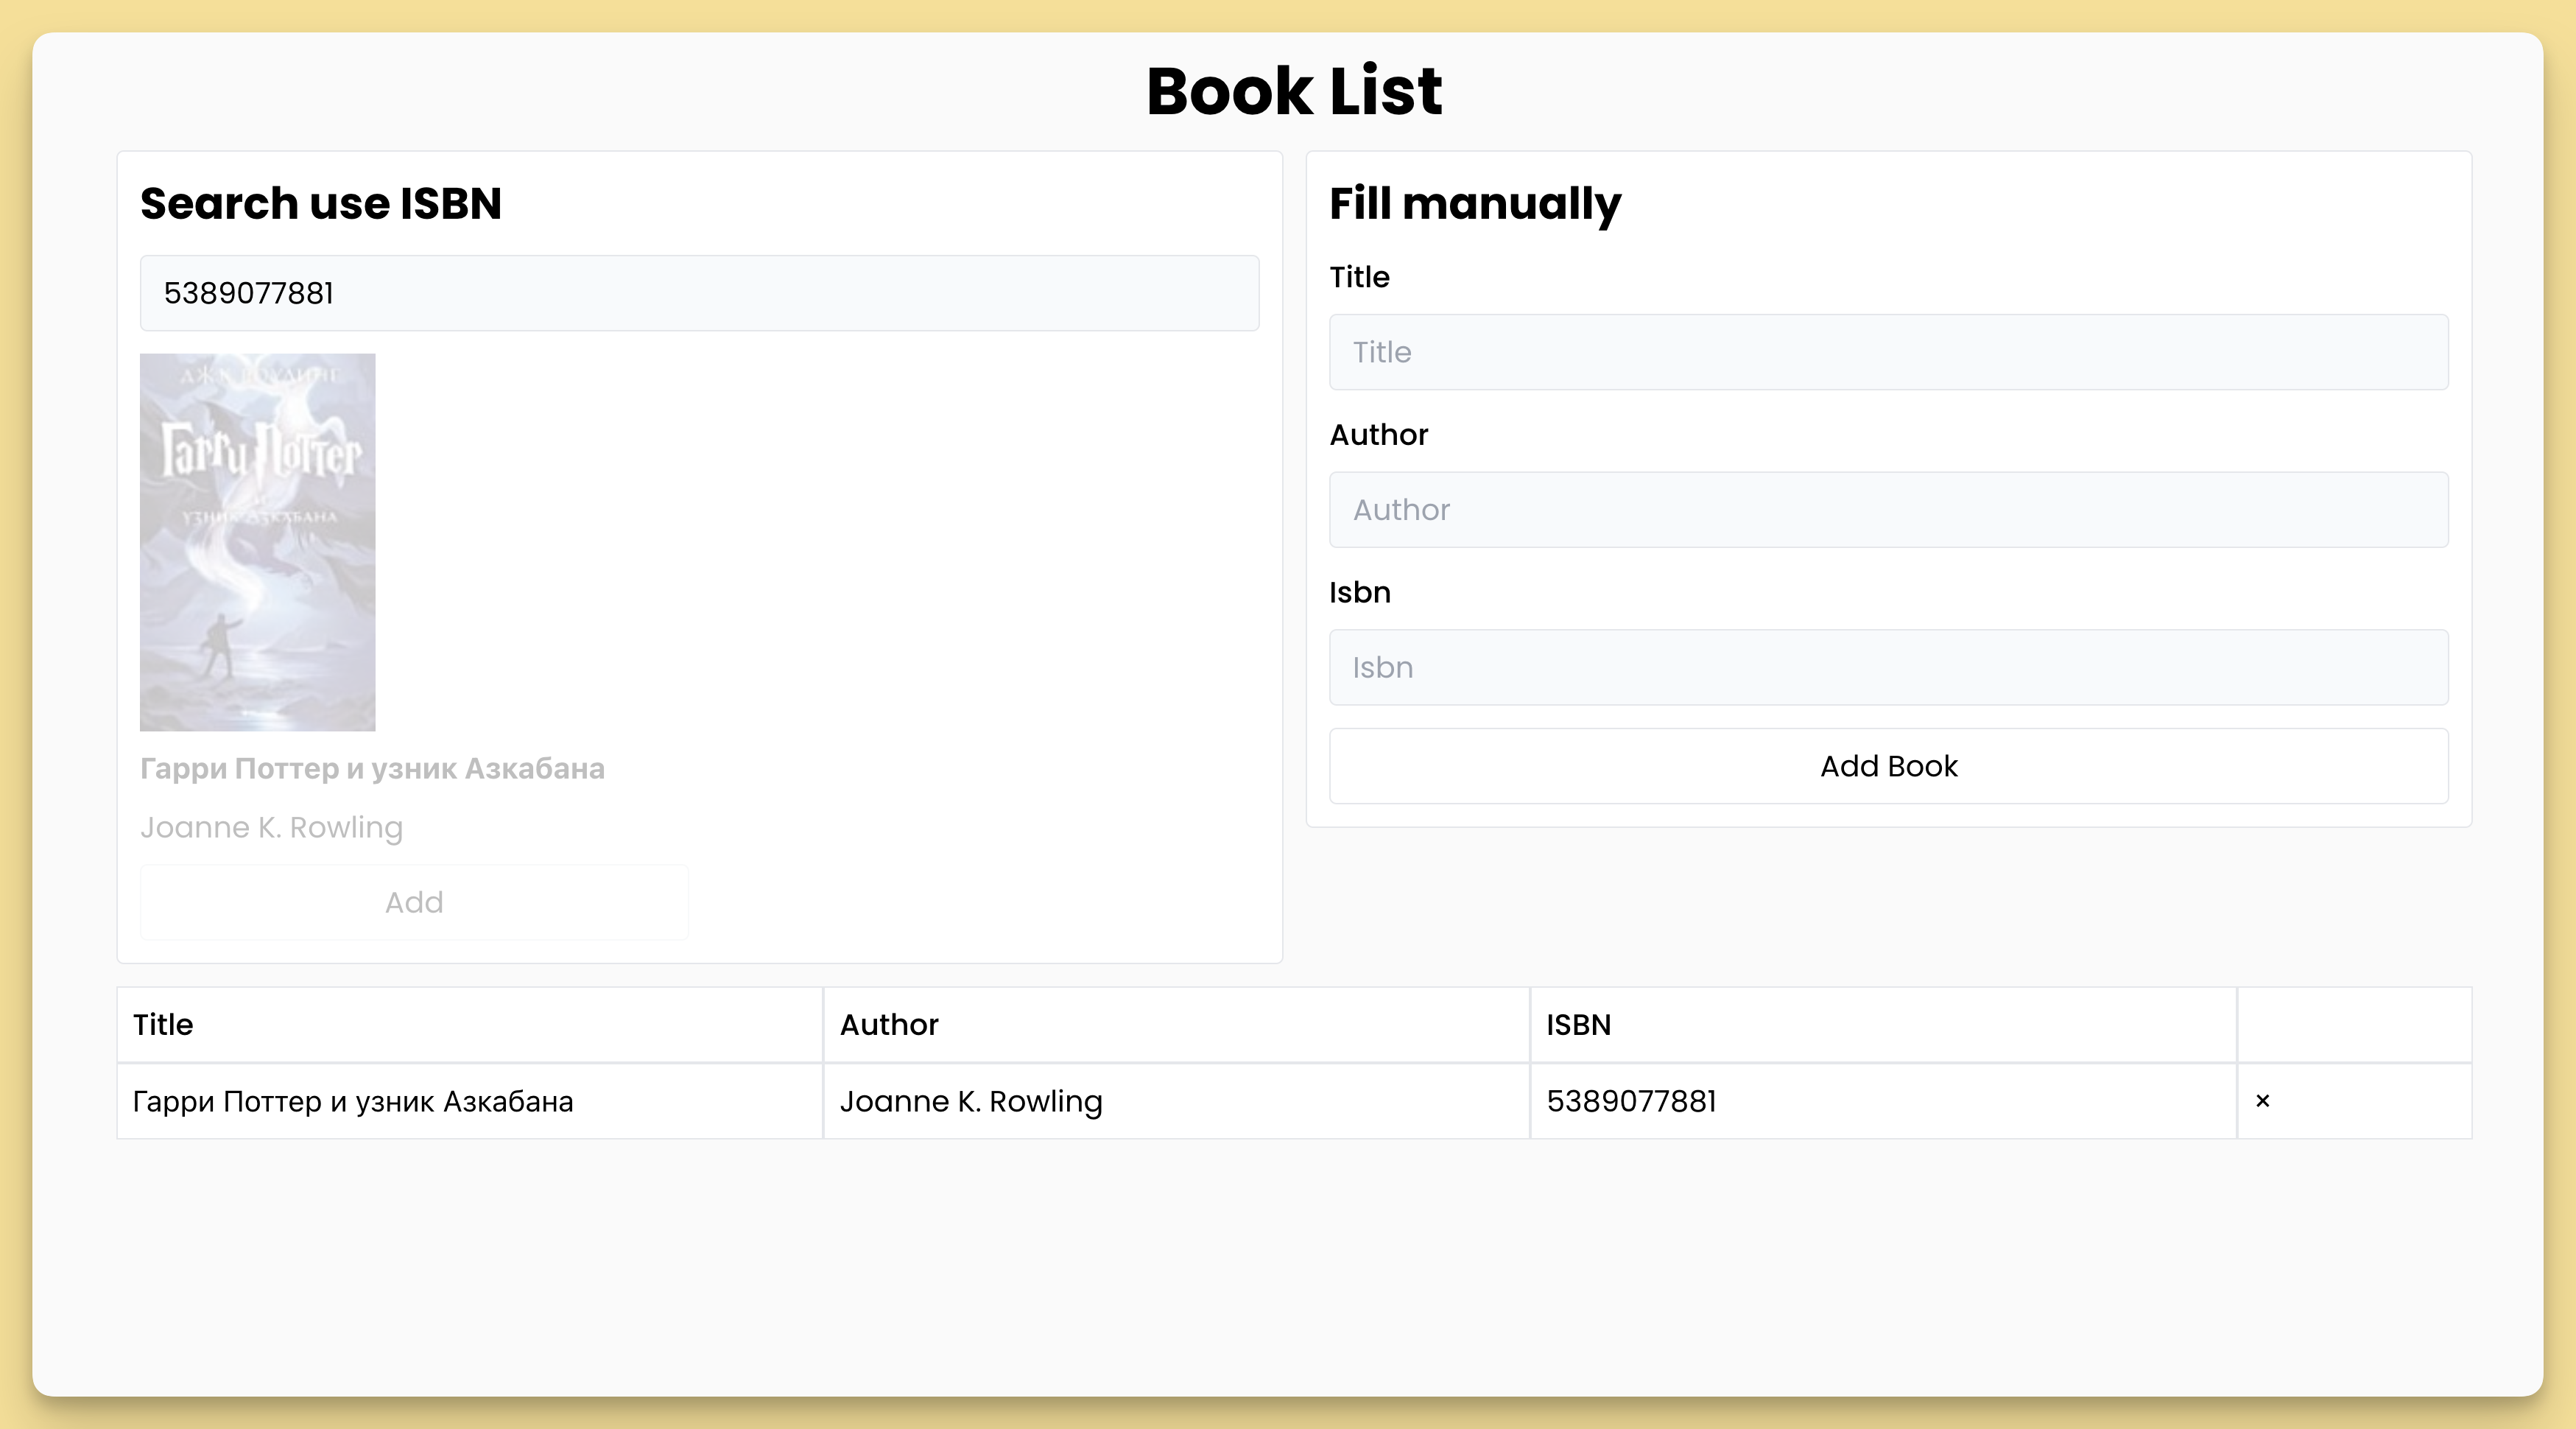 Book List
Search use ISBN
5389077881
ДЖ.К. РОУЛИНГ
Гарри Поттер
УЗНИК АЗКАБАНА
Гарри Поттер и узник Азкабана
Joanne K. Rowling
Add
Fill manually
Title
Title
Author
Author
Isbn
Isbn
Add Book
Title Author ISBN
Гарри Поттер и узник Азкабана Joanne K. Rowling 5389077881 ×